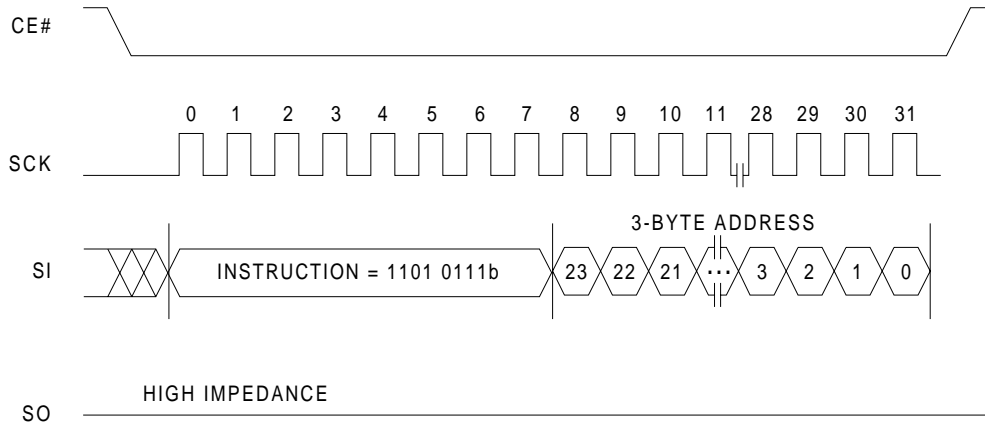 CE#
0 1 2 3 4 5 6 7 8 9 10 11 28 29 30 31
SCK
3-BYTE ADDRESS
SI INSTRUCTION = 1101 0111b 23 22 21 ... 3 2 1 0
HIGH IMPEDANCE
SO